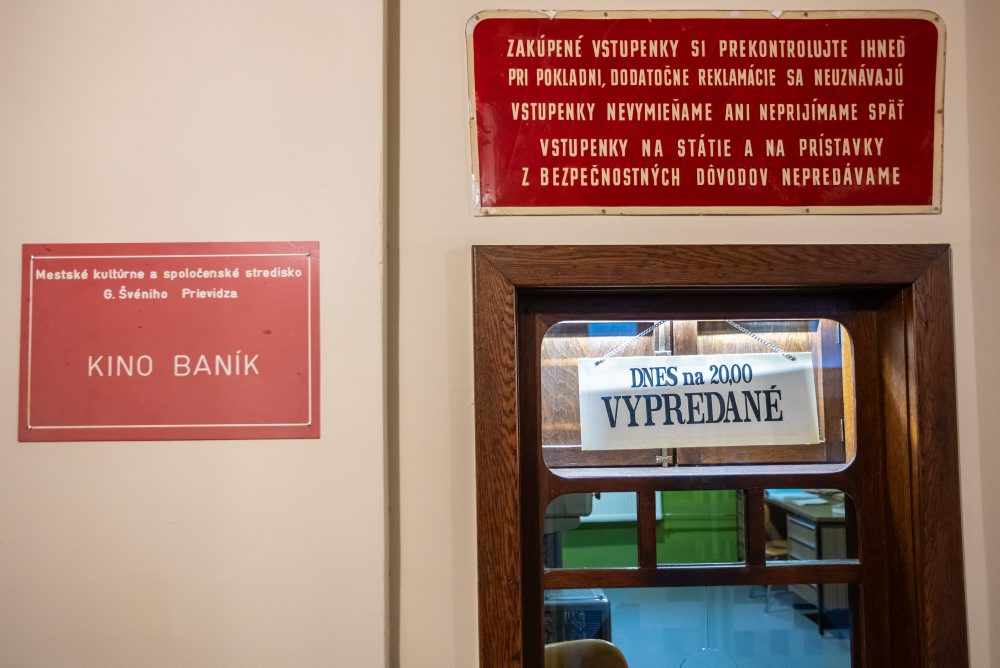 ZAKÚPENÉ VSTUPENKY SI PREKONTROLUJTE IHNEĎ
PRI POKLADNI, DODATOČNE REKLAMÁCIE SA NEUZNÁVAJÚ
VSTUPENKY NEVYMIEŇAME ANI NEPRIJÍMAME SPÄŤ
VSTUPENKY NA STÁTIE A NA PRÍSTAVKY
Z BEZPEČNOSTNÝCH DÔVODOV NEPREDÁVAME
Mestské kultúrne a spoločenské stredisko
G. Švéniho Prievidza
KINO BANÍK
DNES na 20,00
VYPREDANÉ